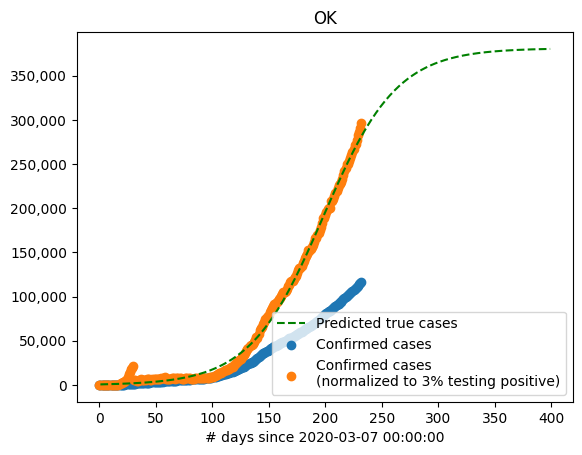 OK
350,000
300,000
250,000
200,000
150,000
100,000
50,000
0
Predicted true cases
Confirmed cases
Confirmed cases
(normalized to 3% testing positive)
0 50 100 150 200 250 300 350 400
# days since 2020-03-07 00:00:00